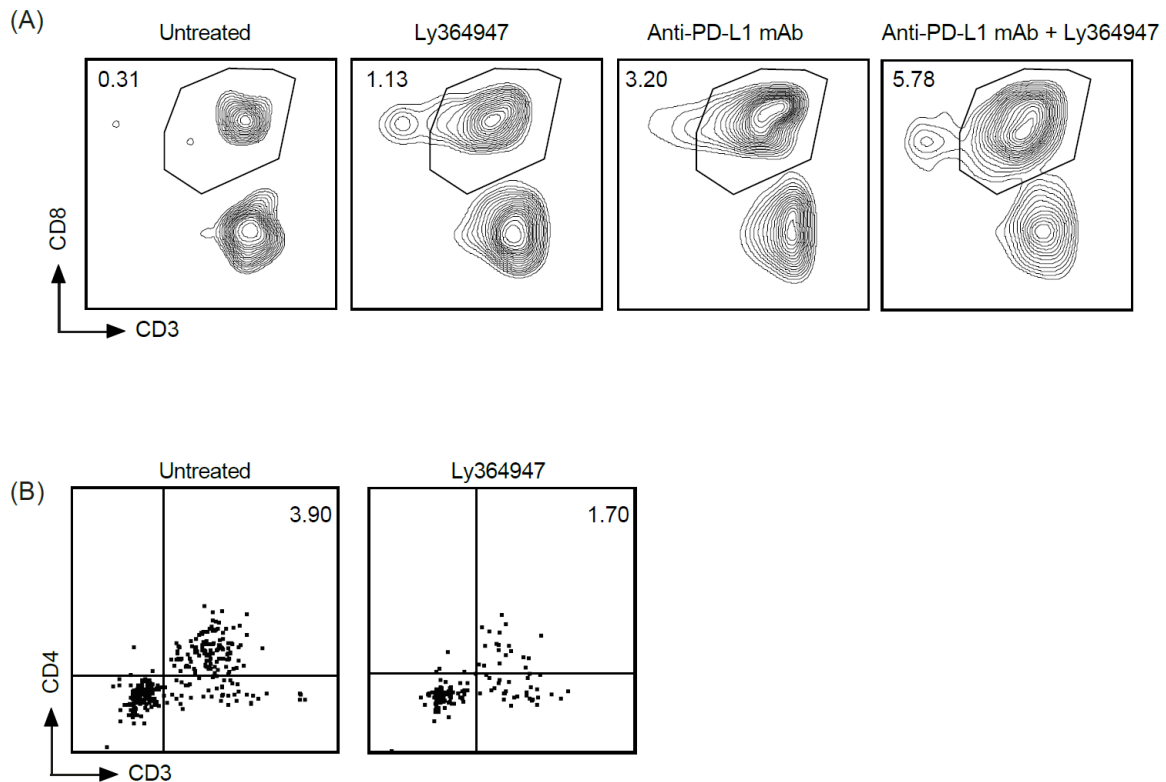 (A)
Untreated
Ly364947
Anti-PD-L1 mAb
Anti-PD-L1 mAb + Ly364947
0.31
1.13
3.20
5.78
CD8
CD3
(B)
Untreated
Ly364947
3.90
1.70
CD4
CD3